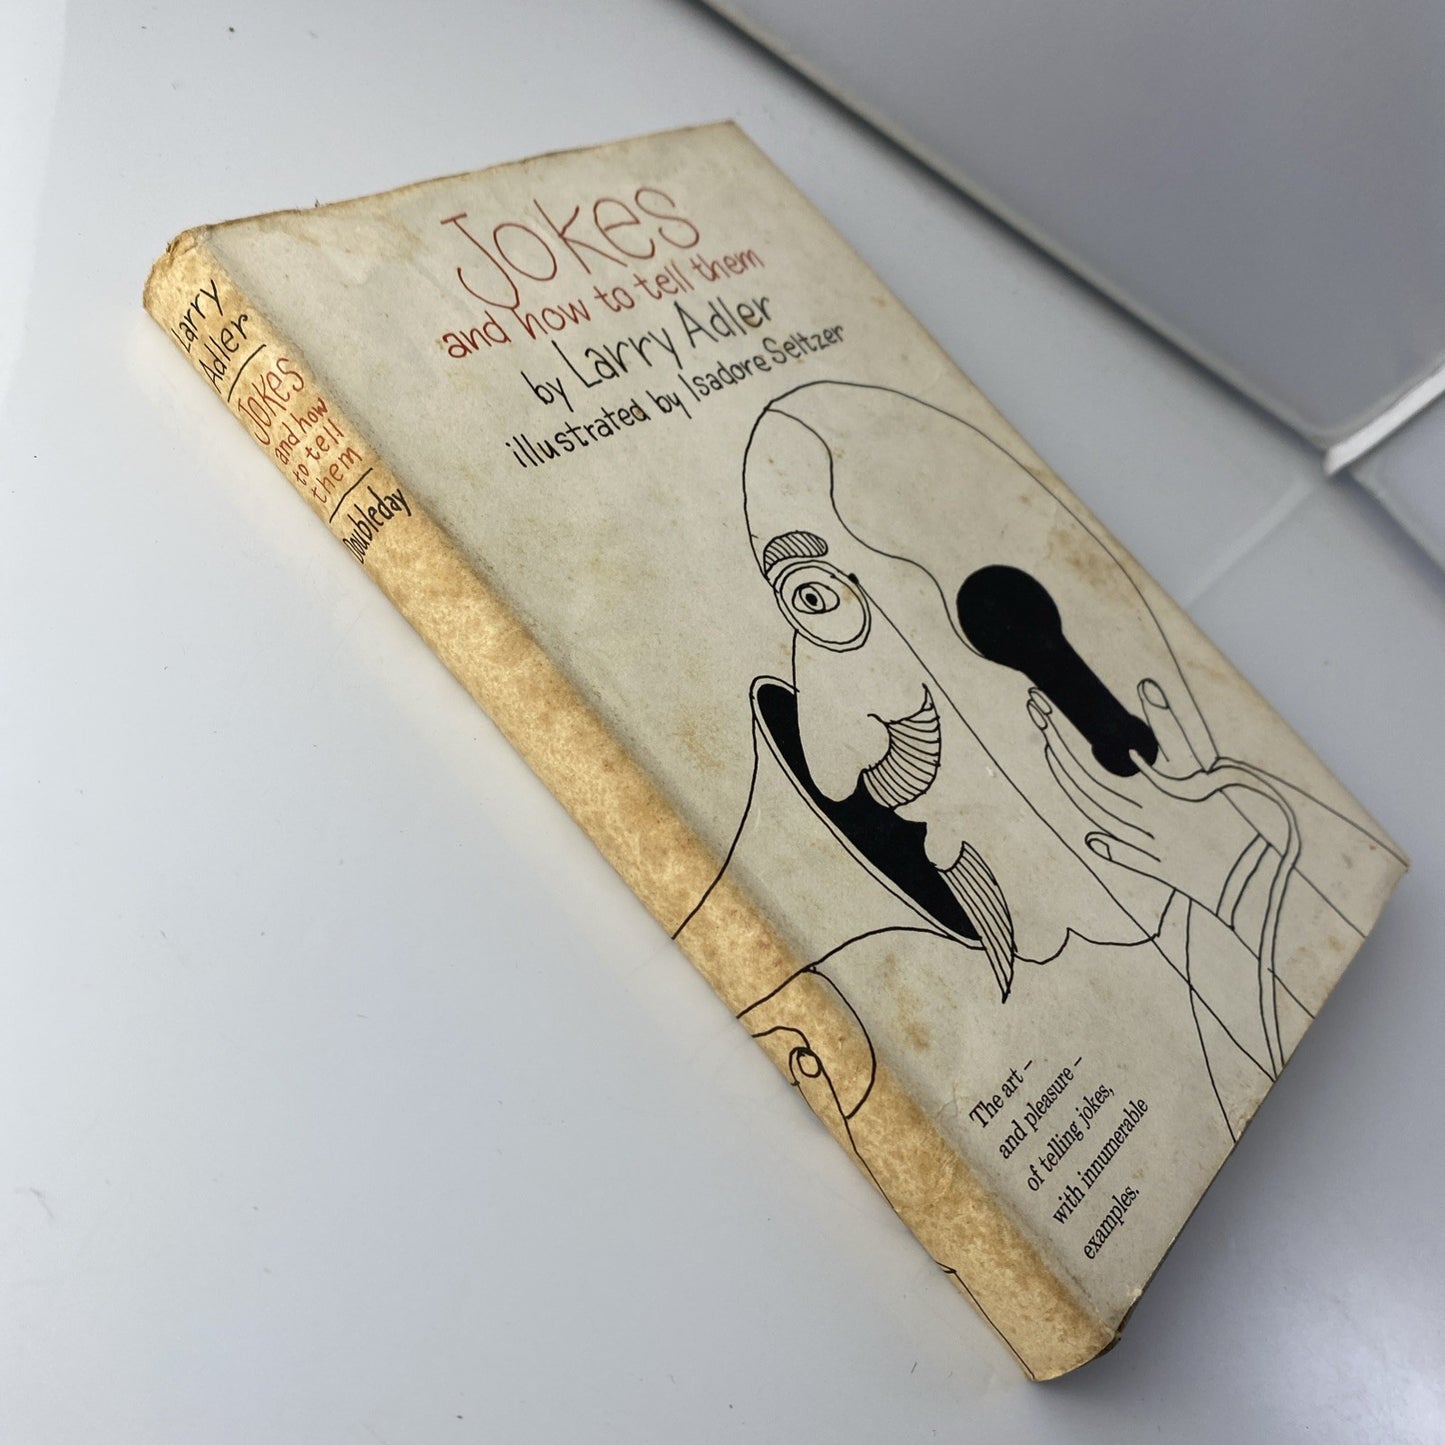 Jokes
and how to tell them
by Larry Adler
illustrated by Isadore Seltzer
The art –
and pleasure –
of telling jokes,
with innumerable
examples.
Larry
Adler
Jokes
and how
to tell
them
Doubleday